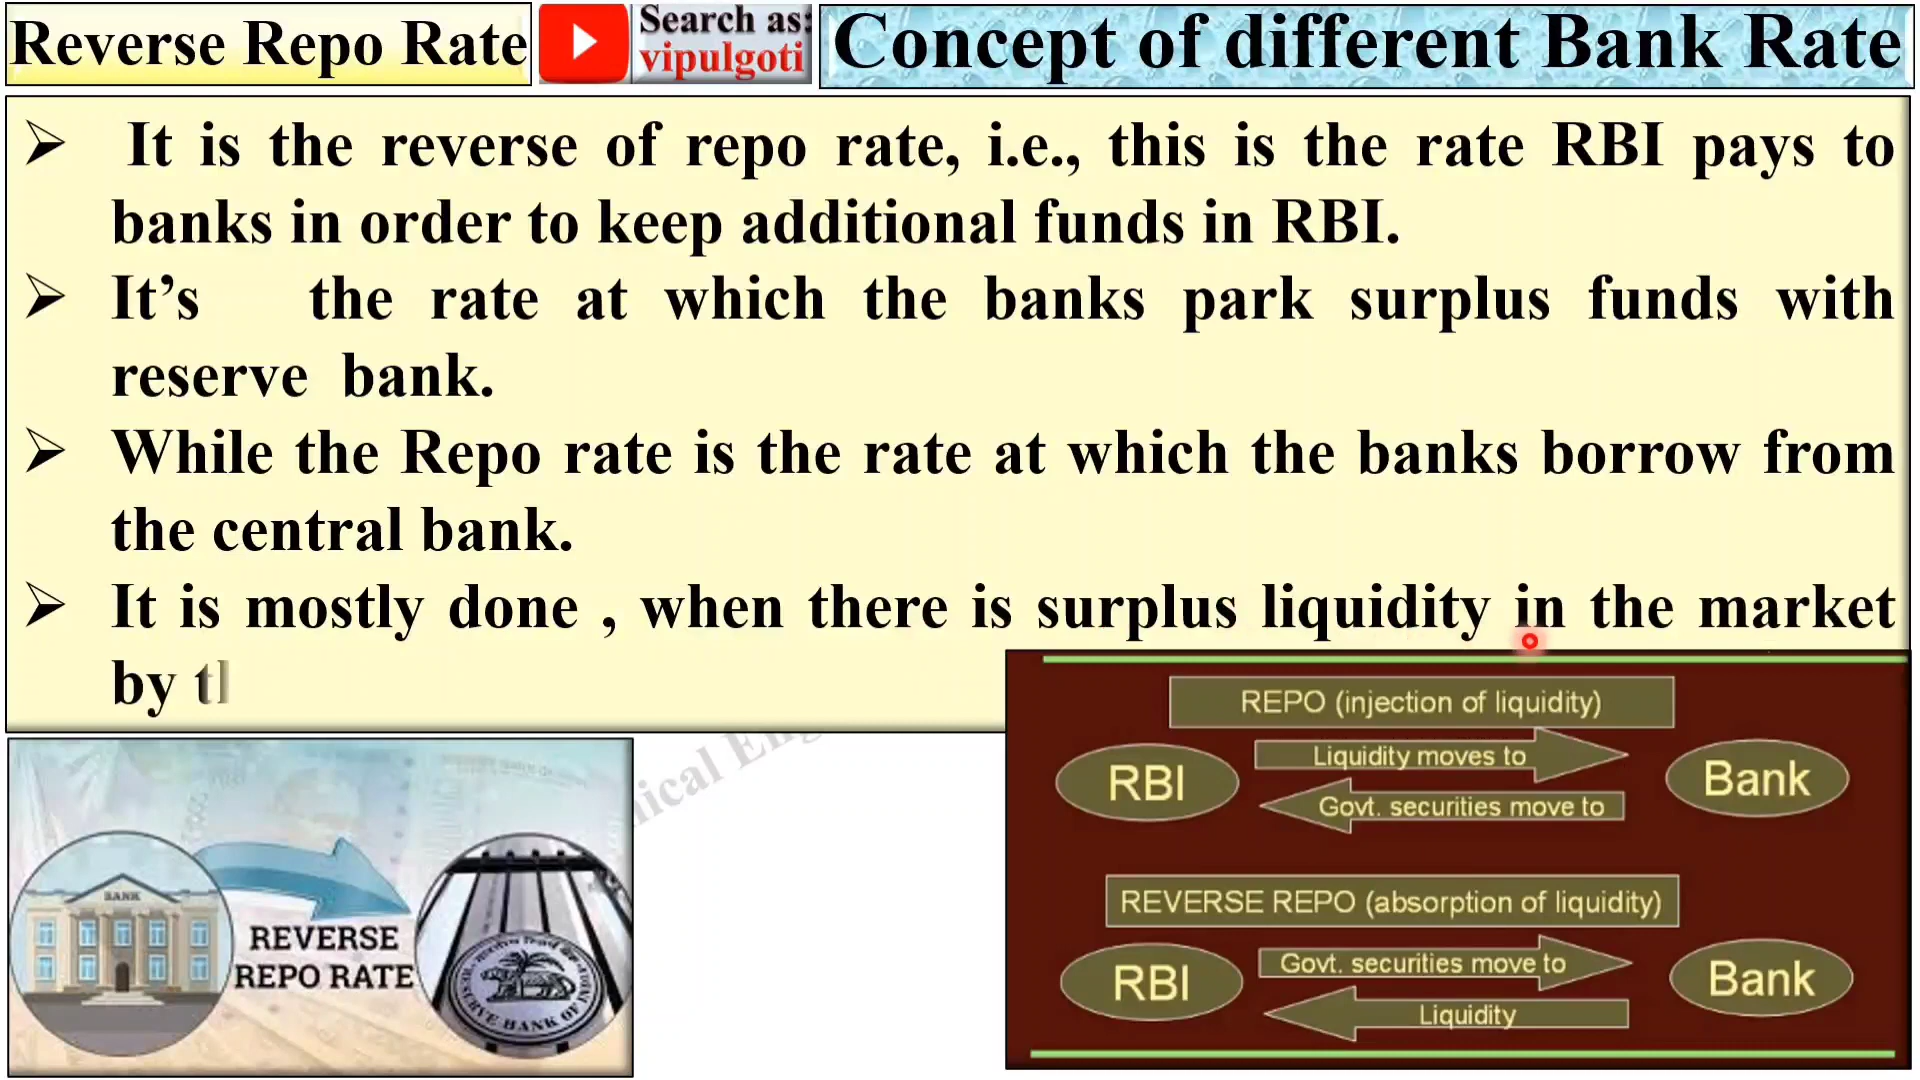 Reverse Repo Rate
Search as:
vipulgoti
Concept of different Bank Rate
➢ It is the reverse of repo rate, i.e., this is the rate RBI pays to
banks in order to keep additional funds in RBI.
➢ It’s the rate at which the banks park surplus funds with
reserve bank.
➢ While the Repo rate is the rate at which the banks borrow from
the central bank.
➢ It is mostly done , when there is surplus liquidity in the market
by
REPO (injection of liquidity)
RBI
Liquidity moves to
Govt. securities move to
Bank
REVERSE REPO (absorption of liquidity)
RBI
Govt. securities move to
Liquidity
Bank
BANK
REVERSE
REPO RATE